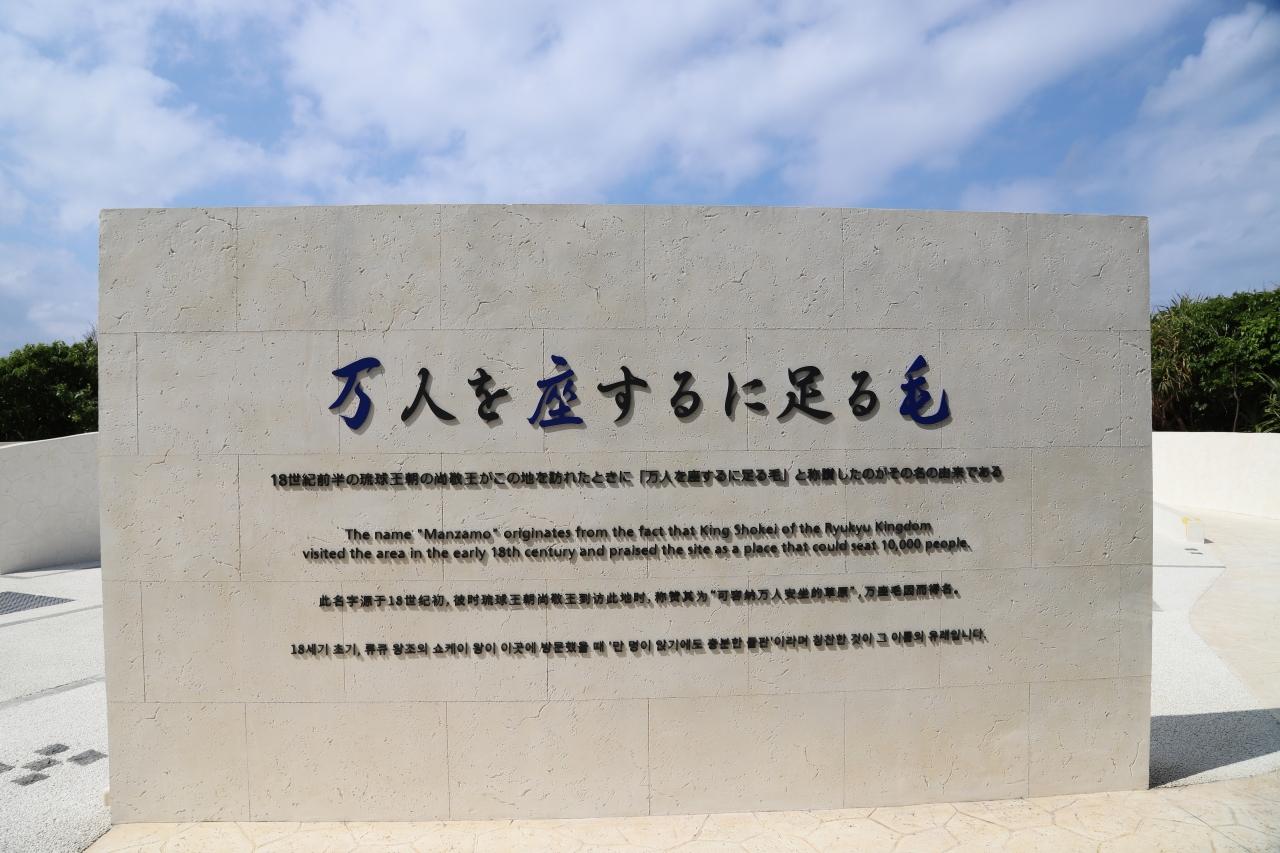 万人を座するに足る毛
18世紀前半の琉球王朝の尚敬王がこの地を訪れたときに「万人を座するに足る毛」と称讃したのがその名の由来である
The name "Manzamo" originates from the fact that King Shokei of the Ryukyu Kingdom
visited the area in the early 18th century and praised the site as a place that could seat 10,000 people.
此名字源于18世纪初, 彼时琉球王朝尚敬王到访此地时, 称赞其为"可容纳万人安坐的草原", 万座毛因而得名。
18세기 초기, 류큐 왕조의 쇼케이 왕이 이곳에 방문했을 때 '만 명이 앉기에도 충분한 들판'이라며 칭찬한 것이 그 이름의 유래입니다.